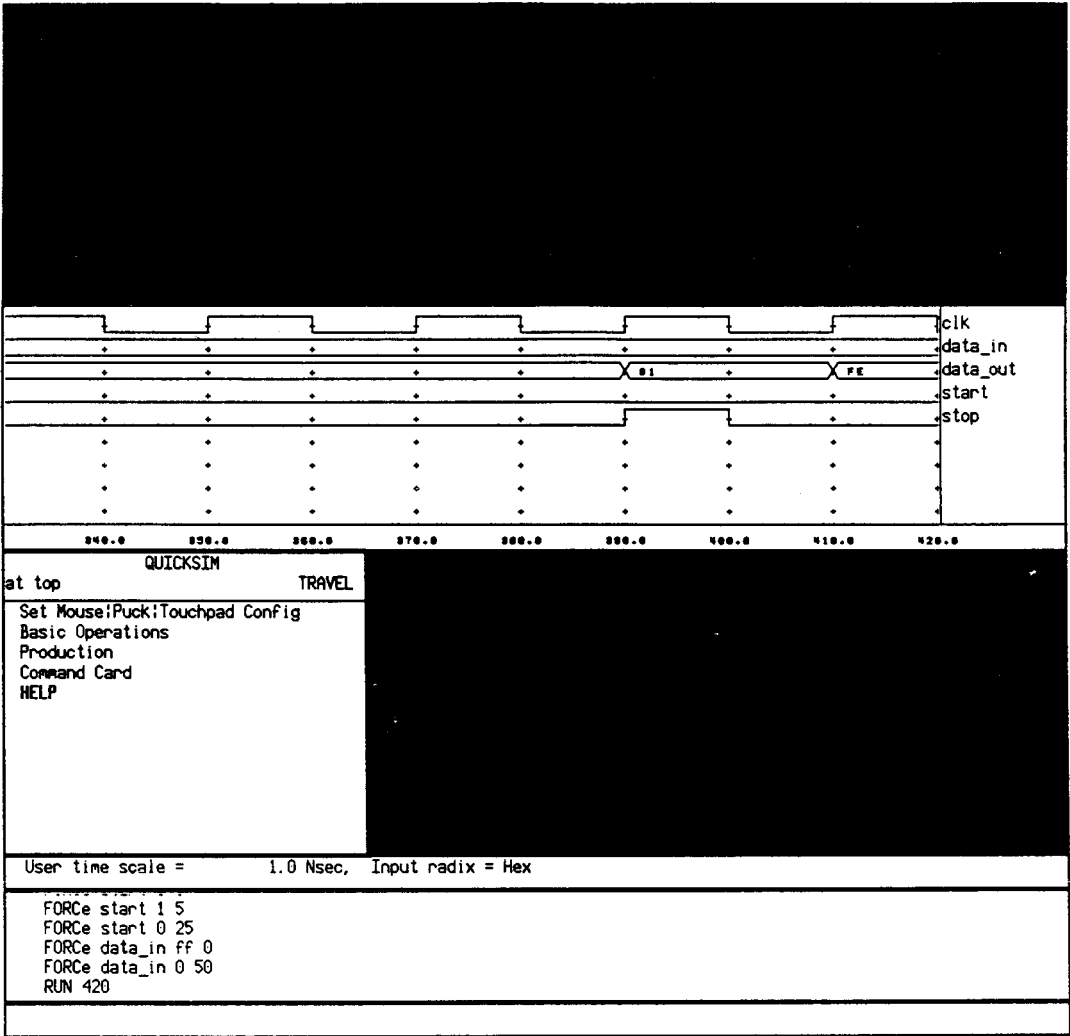 clk
data_in
01 FE data_out
start
stop
340.0 350.0 360.0 370.0 380.0 390.0 400.0 410.0 420.0
QUICKSIM
at top TRAVEL
Set Mouse¦Puck¦Touchpad Config
Basic Operations
Production
Command Card
HELP
User time scale = 1.0 Nsec, Input radix = Hex
FORCe start 1 5
FORCe start 0 25
FORCe data_in ff 0
FORCe data_in 0 50
RUN 420